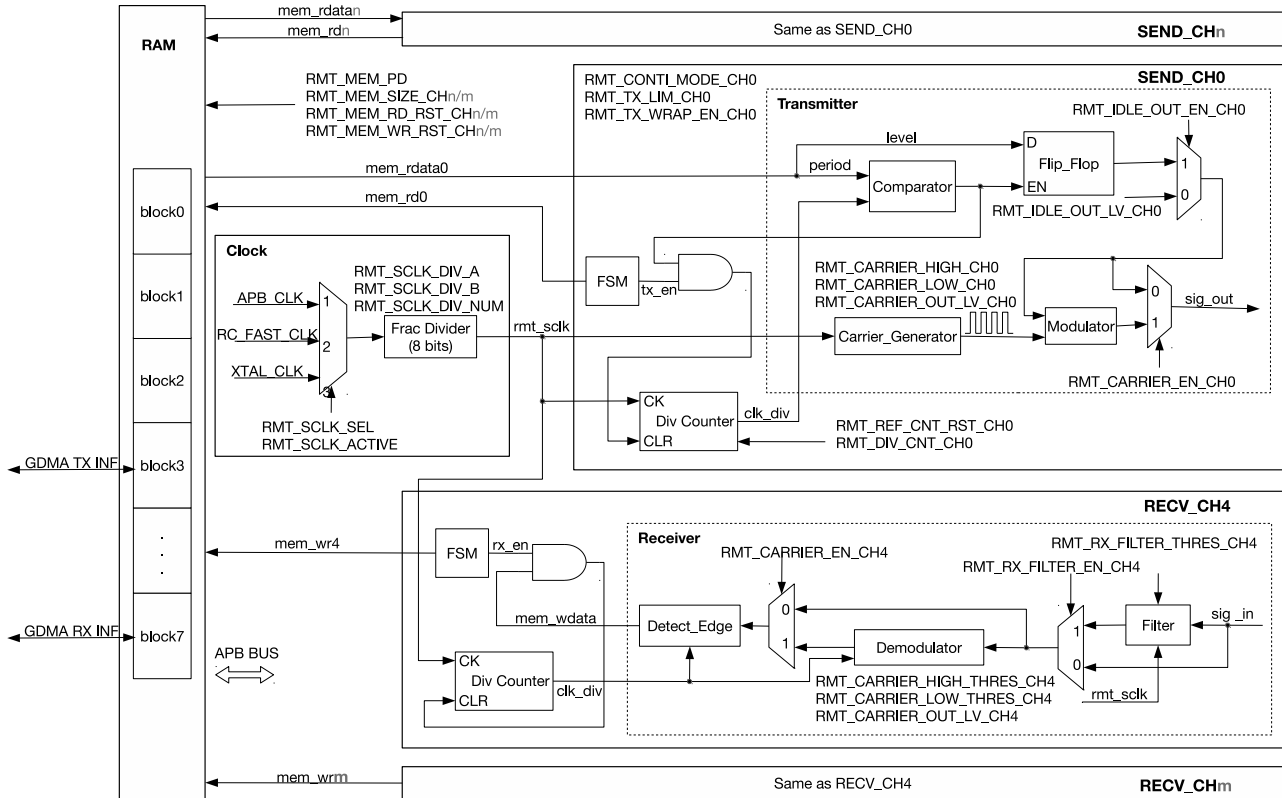 mem_rdatan
mem_rdn
RAM
Same as SEND_CH0
SEND_CHn
RMT_MEM_PD
RMT_MEM_SIZE_CHn/m
RMT_MEM_RD_RST_CHn/m
RMT_MEM_WR_RST_CHn/m
RMT_CONTI_MODE_CH0
RMT_TX_LIM_CH0
RMT_TX_WRAP_EN_CH0
SEND_CH0
Transmitter
RMT_IDLE_OUT_EN_CH0
level
mem_rdata0
period
D
Flip_Flop
EN
1
0
Comparator
RMT_IDLE_OUT_LV_CH0
mem_rd0
block0
block1
block2
block3
.
.
.
block7
Clock
RMT_SCLK_DIV_A
RMT_SCLK_DIV_B
RMT_SCLK_DIV_NUM
APB_CLK
RC_FAST_CLK
XTAL_CLK
1
2
3
Frac Divider
(8 bits)
rmt_sclk
RMT_SCLK_SEL
RMT_SCLK_ACTIVE
FSM
tx_en
RMT_CARRIER_HIGH_CH0
RMT_CARRIER_LOW_CH0
RMT_CARRIER_OUT_LV_CH0
Carrier_Generator
Modulator
0
1
sig_out
RMT_CARRIER_EN_CH0
CK
Div Counter
CLR
clk_div
RMT_REF_CNT_RST_CH0
RMT_DIV_CNT_CH0
GDMA TX INF
GDMA RX INF
APB BUS
RECV_CH4
mem_wr4
FSM
rx_en
Receiver
RMT_CARRIER_EN_CH4
RMT_RX_FILTER_THRES_CH4
RMT_RX_FILTER_EN_CH4
mem_wdata
Detect_Edge
0
1
Demodulator
1
0
Filter
sig _in
rmt_sclk
CK
Div Counter
CLR
clk_div
RMT_CARRIER_HIGH_THRES_CH4
RMT_CARRIER_LOW_THRES_CH4
RMT_CARRIER_OUT_LV_CH4
mem_wrm
Same as RECV_CH4
RECV_CHm